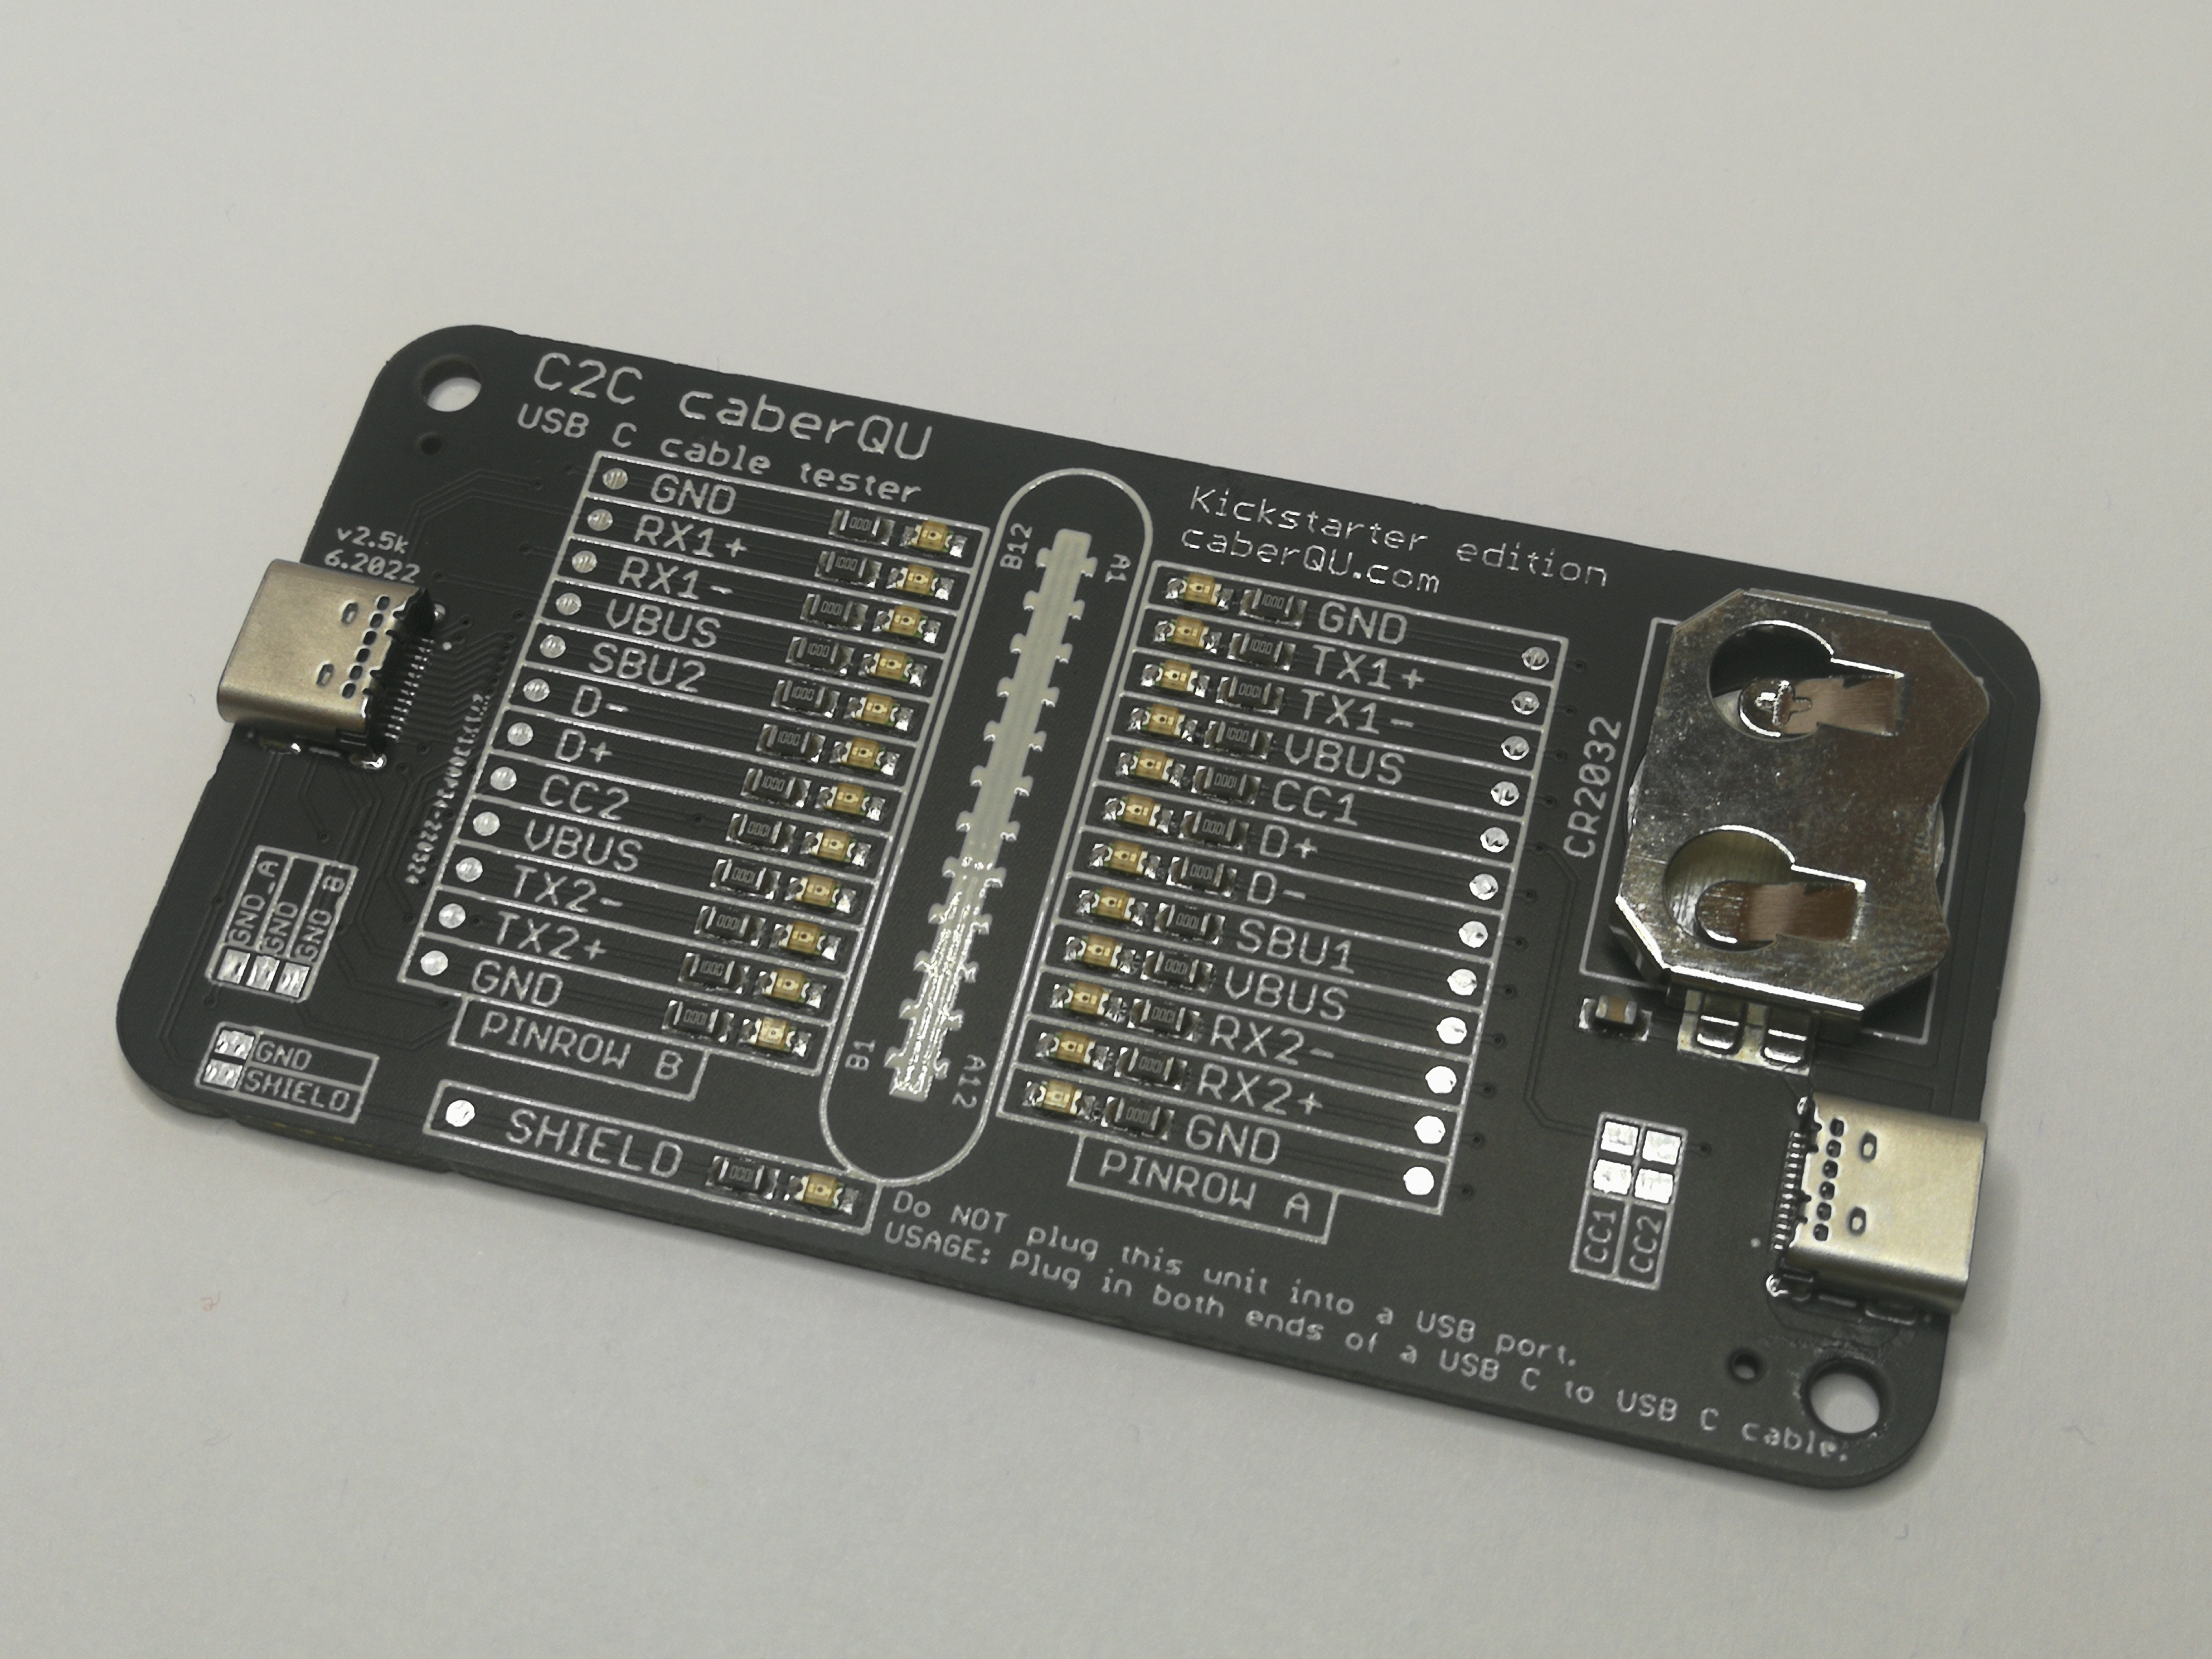 C2C caberQU
USB C cable tester
v2.5k
6.2022
GND
RX1+
RX1-
VBUS
SBU2
D-
D+
CC2
VBUS
TX2-
TX2+
GND
PINROW B
B12
A1
B1
A12
Kickstarter edition
caberQU.com
GND
TX1+
TX1-
VBUS
CC1
D+
D-
SBU1
VBUS
RX2-
RX2+
GND
PINROW A
CR2032
GND_A
GND
GND_B
GND
SHIELD
SHIELD
CC1
CC2
Do NOT plug this unit into a USB port.
USAGE: Plug in both ends of a USB C to USB C cable.